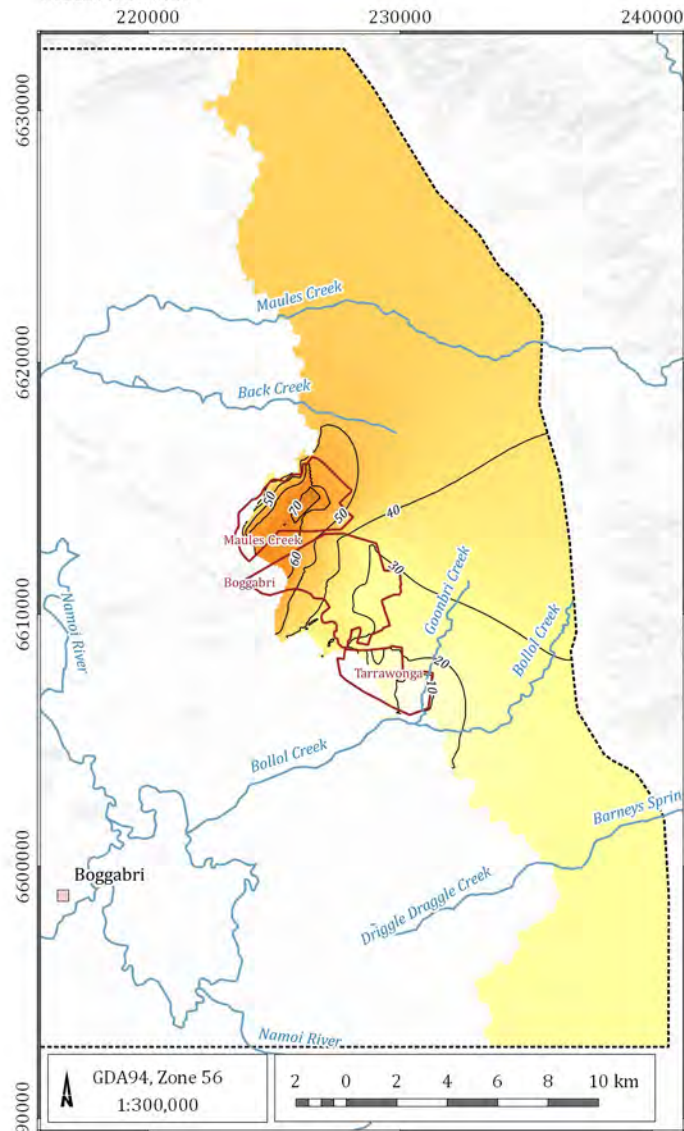 220000
230000
240000
6630000
Maules Creek
6620000
Back Creek
50
70
50
40
Maules Creek
60
30
Boggabri
Goonbri Creek
6610000
Namoi River
Bollol Creek
20
Tarrawonga
10
Bollol Creek
Barneys Spring
Boggabri
6600000
Driggle Draggle Creek
Namoi River
GDA94, Zone 56
1:300,000
2 0 2 4 6 8 10 km
90000